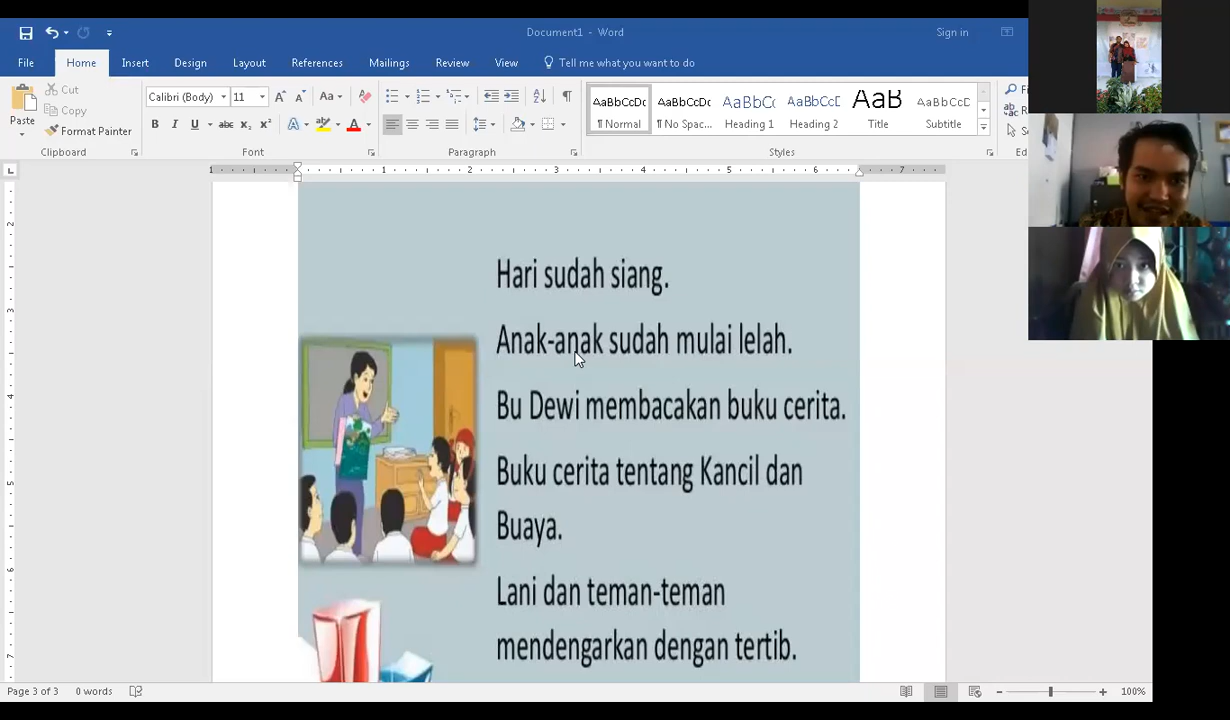 Document1 - Word
Sign in
File
Home
Insert
Design
Layout
References
Mailings
Review
View
Tell me what you want to do
Paste
Cut
Copy
Format Painter
Clipboard
Calibri (Body)
11
Font
Paragraph
AaBbCcDc
¶ Normal
AaBbCcDc
¶ No Spac...
AaBbCc
Heading 1
AaBbCcD
Heading 2
AaB
Title
AaBbCcD
Subtitle
Styles
Hari sudah siang.
Anak-anak sudah mulai lelah.
Bu Dewi membacakan buku cerita.
Buku cerita tentang Kancil dan
Buaya.
Lani dan teman-teman
mendengarkan dengan tertib.
Page 3 of 3
0 words
100%